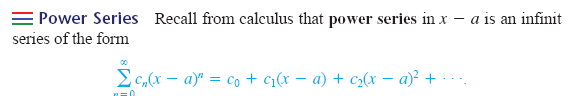 Power Series Recall from calculus that power series in x − a is an infinit
series of the form
∞
∑ cₙ(x − a)ⁿ = c₀ + c₁(x − a) + c₂(x − a)² + · · ·.
n=0